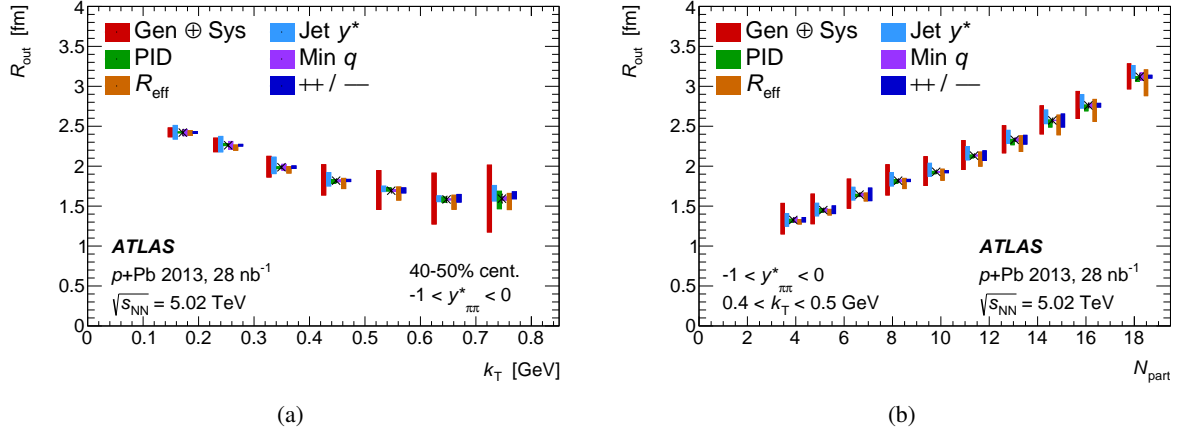 R_out [fm]
4
3.5
3
2.5
2
1.5
1
0.5
0
Gen ⊕ Sys
Jet y*
PID
Min q
R_eff
++ / −−
ATLAS
p+Pb 2013, 28 nb⁻¹
√s_NN = 5.02 TeV
40-50% cent.
-1 < y*_ππ < 0
0 0.1 0.2 0.3 0.4 0.5 0.6 0.7 0.8
k_T [GeV]
(a)
R_out [fm]
4
3.5
3
2.5
2
1.5
1
0.5
0
Gen ⊕ Sys
Jet y*
PID
Min q
R_eff
++ / −−
-1 < y*_ππ < 0
0.4 < k_T < 0.5 GeV
ATLAS
p+Pb 2013, 28 nb⁻¹
√s_NN = 5.02 TeV
0 2 4 6 8 10 12 14 16 18
N_part
(b)